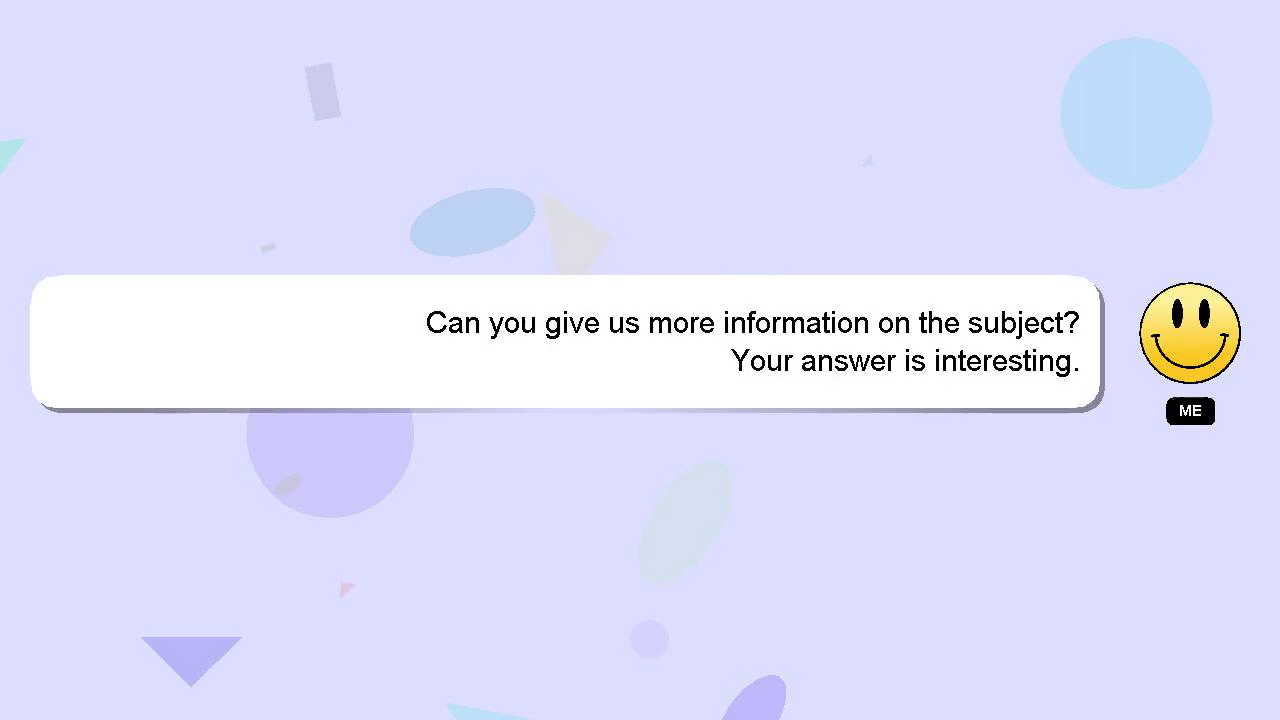 Can you give us more information on the subject?
Your answer is interesting.
ME